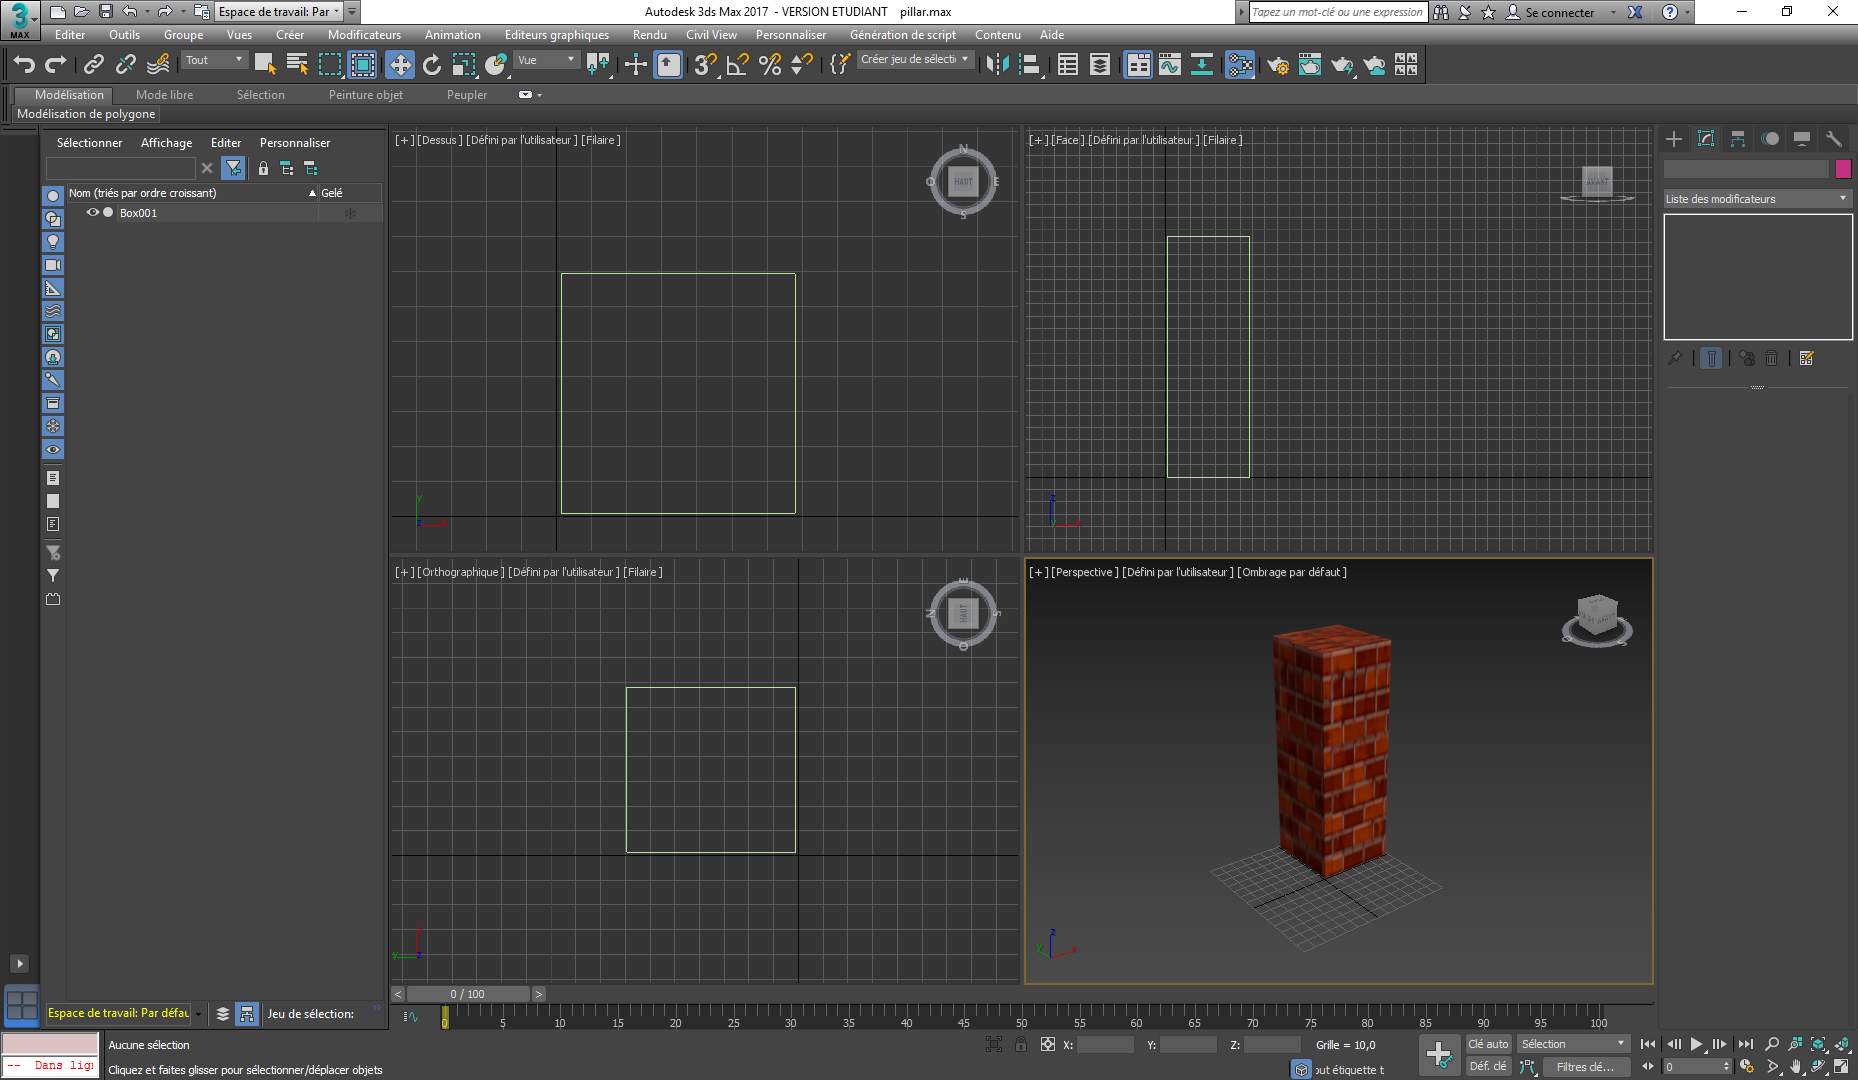 Espace de travail: Par
Autodesk 3ds Max 2017 - VERSION ETUDIANT pillar.max
Tapez un mot-clé ou une expression
Se connecter
MAX
Editer Outils Groupe Vues Créer Modificateurs Animation Editeurs graphiques Rendu Civil View Personnaliser Génération de script Contenu Aide
Tout
Vue
Créer jeu de sélecti
Modélisation Mode libre Sélection Peinture objet Peupler
Modélisation de polygone
Sélectionner Affichage Editer Personnaliser
Nom (triés par ordre croissant) Gelé
Box001
[+] [Dessus] [Défini par l'utilisateur] [Filaire]
N
O HAUT E
S
[+] [Face] [Défini par l'utilisateur] [Filaire]
AVANT
Liste des modificateurs
[+] [Orthographique] [Défini par l'utilisateur] [Filaire]
E
N HAUT S
O
[+] [Perspective] [Défini par l'utilisateur] [Ombrage par défaut]
0 / 100
Espace de travail: Par défau
Jeu de sélection:
0 5 10 15 20 25 30 35 40 45 50 55 60 65 70 75 80 85 90 95 100
Aucune sélection
X: Y: Z: Grille = 10,0
Clé auto Sélection
-- Dans lign
Cliquez et faites glisser pour sélectionner/déplacer objets
out étiquette t
Déf. clé Filtres clé... 0